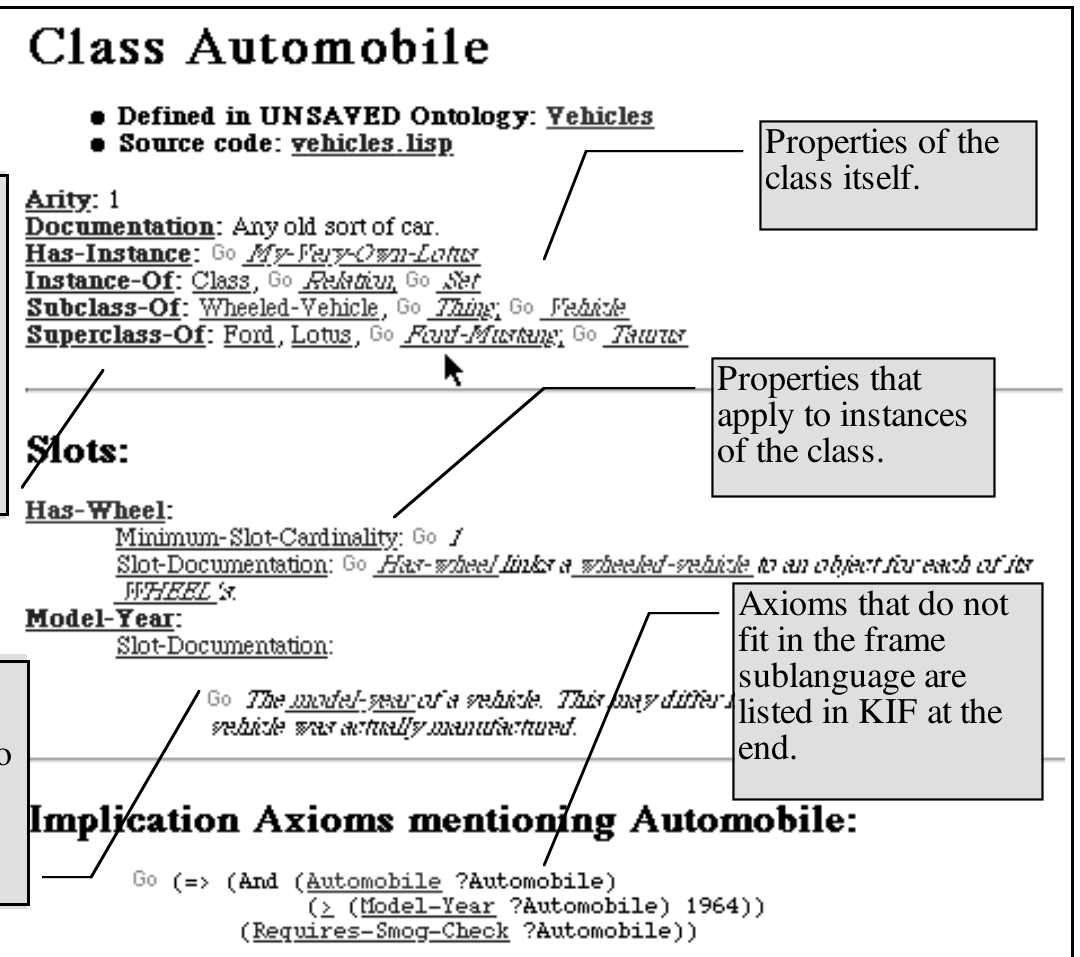 Class Automobile
• Defined in UNSAVED Ontology: Vehicles
• Source code: vehicles.lisp
Properties of the
class itself.
Arity: 1
Documentation: Any old sort of car.
Has-Instance: Go My-Very-Own-Lotus
Instance-Of: Class, Go Relation, Go Set
Subclass-Of: Wheeled-Vehicle, Go Thing, Go Vehicle
Superclass-Of: Ford, Lotus, Go Ford-Mustang, Go Taurus
Properties that
apply to instances
of the class.
Slots:
Has-Wheel:
Minimum-Slot-Cardinality: Go 1
Slot-Documentation: Go Has-wheel links a wheeled-vehicle to an object for each of its
WHEEL 's.
Model-Year:
Slot-Documentation:
Go The model-year of a vehicle. This may differ
vehicle was actually manufactured.
Axioms that do not
fit in the frame
sublanguage are
listed in KIF at the
end.
o
Implication Axioms mentioning Automobile:
Go (=> (And (Automobile ?Automobile)
(> (Model-Year ?Automobile) 1964))
(Requires-Smog-Check ?Automobile))